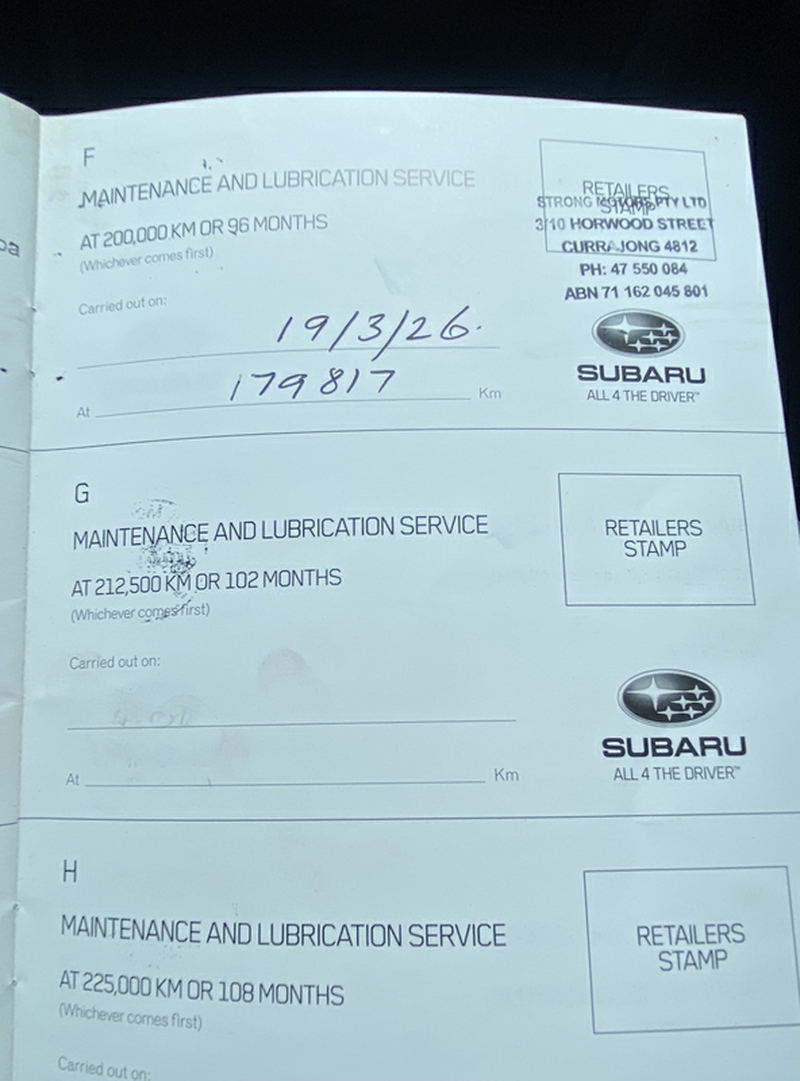 F
MAINTENANCE AND LUBRICATION SERVICE
AT 200,000 KM OR 96 MONTHS
(Whichever comes first)
Carried out on:
19/3/26.
At 179817 Km
RETAILERS
STAMP
STRONG MOTORS PTY LTD
3/10 HORWOOD STREET
CURRAJONG 4812
PH: 47 550 084
ABN 71 162 045 801
SUBARU
ALL 4 THE DRIVER™
G
MAINTENANCE AND LUBRICATION SERVICE
AT 212,500 KM OR 102 MONTHS
(Whichever comes first)
Carried out on:
At Km
RETAILERS
STAMP
SUBARU
ALL 4 THE DRIVER™
H
MAINTENANCE AND LUBRICATION SERVICE
AT 225,000 KM OR 108 MONTHS
(Whichever comes first)
Carried out on:
RETAILERS
STAMP